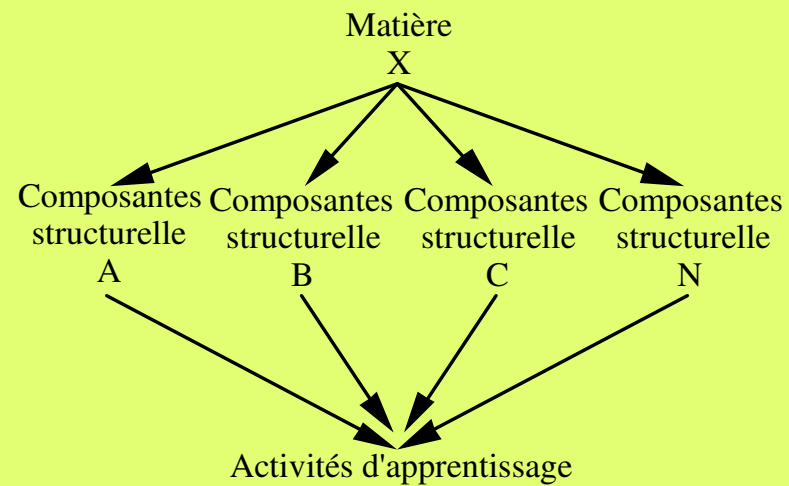 Matière
X
Composantes
structurelle
A
Composantes
structurelle
B
Composantes
structurelle
C
Composantes
structurelle
N
Activités d'apprentissage